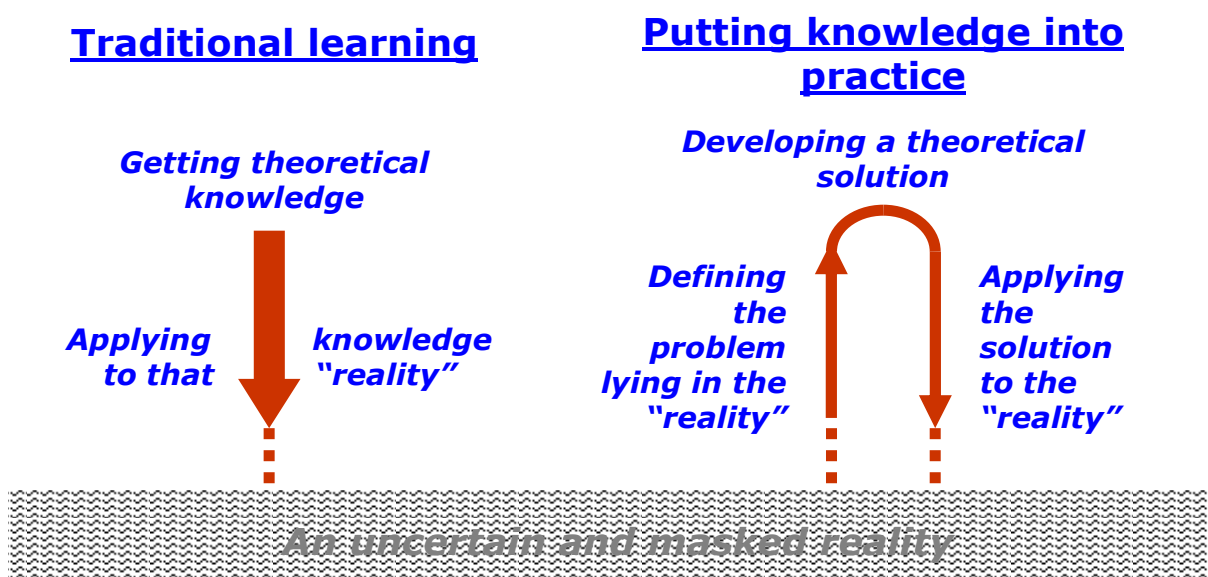 Traditional learning
Getting theoretical
knowledge
Applying knowledge
to that “reality”
Putting knowledge into
practice
Developing a theoretical
solution
Defining
the
problem
lying in the
“reality”
Applying
the
solution
to the
“reality”
An uncertain and masked reality